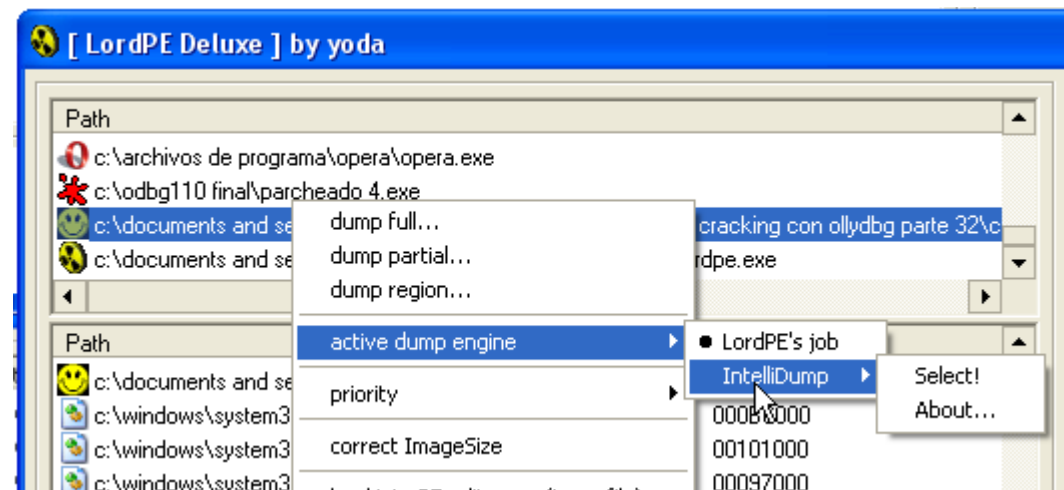 [ LordPE Deluxe ] by yoda
Path
c:\archivos de programa\opera\opera.exe
c:\odbg110 final\parcheado 4.exe
c:\documents and se cracking con ollydbg parte 32\c
c:\documents and se rdpe.exe
dump full...
dump partial...
dump region...
active dump engine
LordPE's job
IntelliDump
Select!
About...
priority
correct ImageSize
Path
c:\documents and se
c:\windows\system3
c:\windows\system3 00101000
c:\windows\system3 00097000